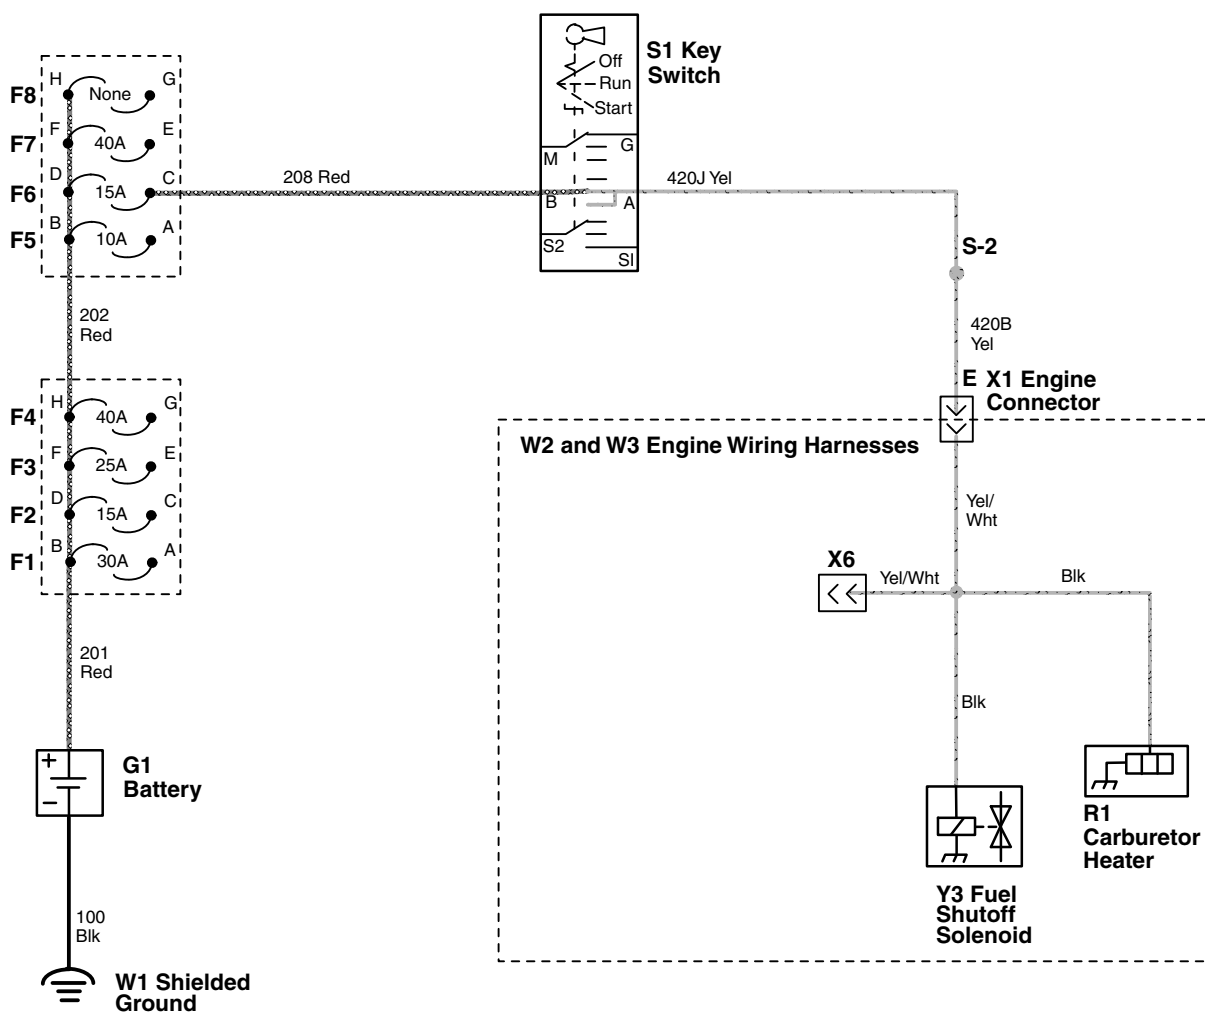 S1 Key
Switch
Off
Run
Start
M
G
B
A
S2
SI
H
G
F8
None
F
E
F7
40A
D
C
F6
15A
B
A
F5
10A
208 Red
420J Yel
S-2
202
Red
420B
Yel
E
X1 Engine
Connector
H
G
F4
40A
F
E
F3
25A
D
C
F2
15A
B
A
F1
30A
W2 and W3 Engine Wiring Harnesses
Yel/
Wht
X6
Yel/Wht
Blk
201
Red
Blk
+
−
G1
Battery
R1
Carburetor
Heater
Y3 Fuel
Shutoff
Solenoid
100
Blk
W1 Shielded
Ground